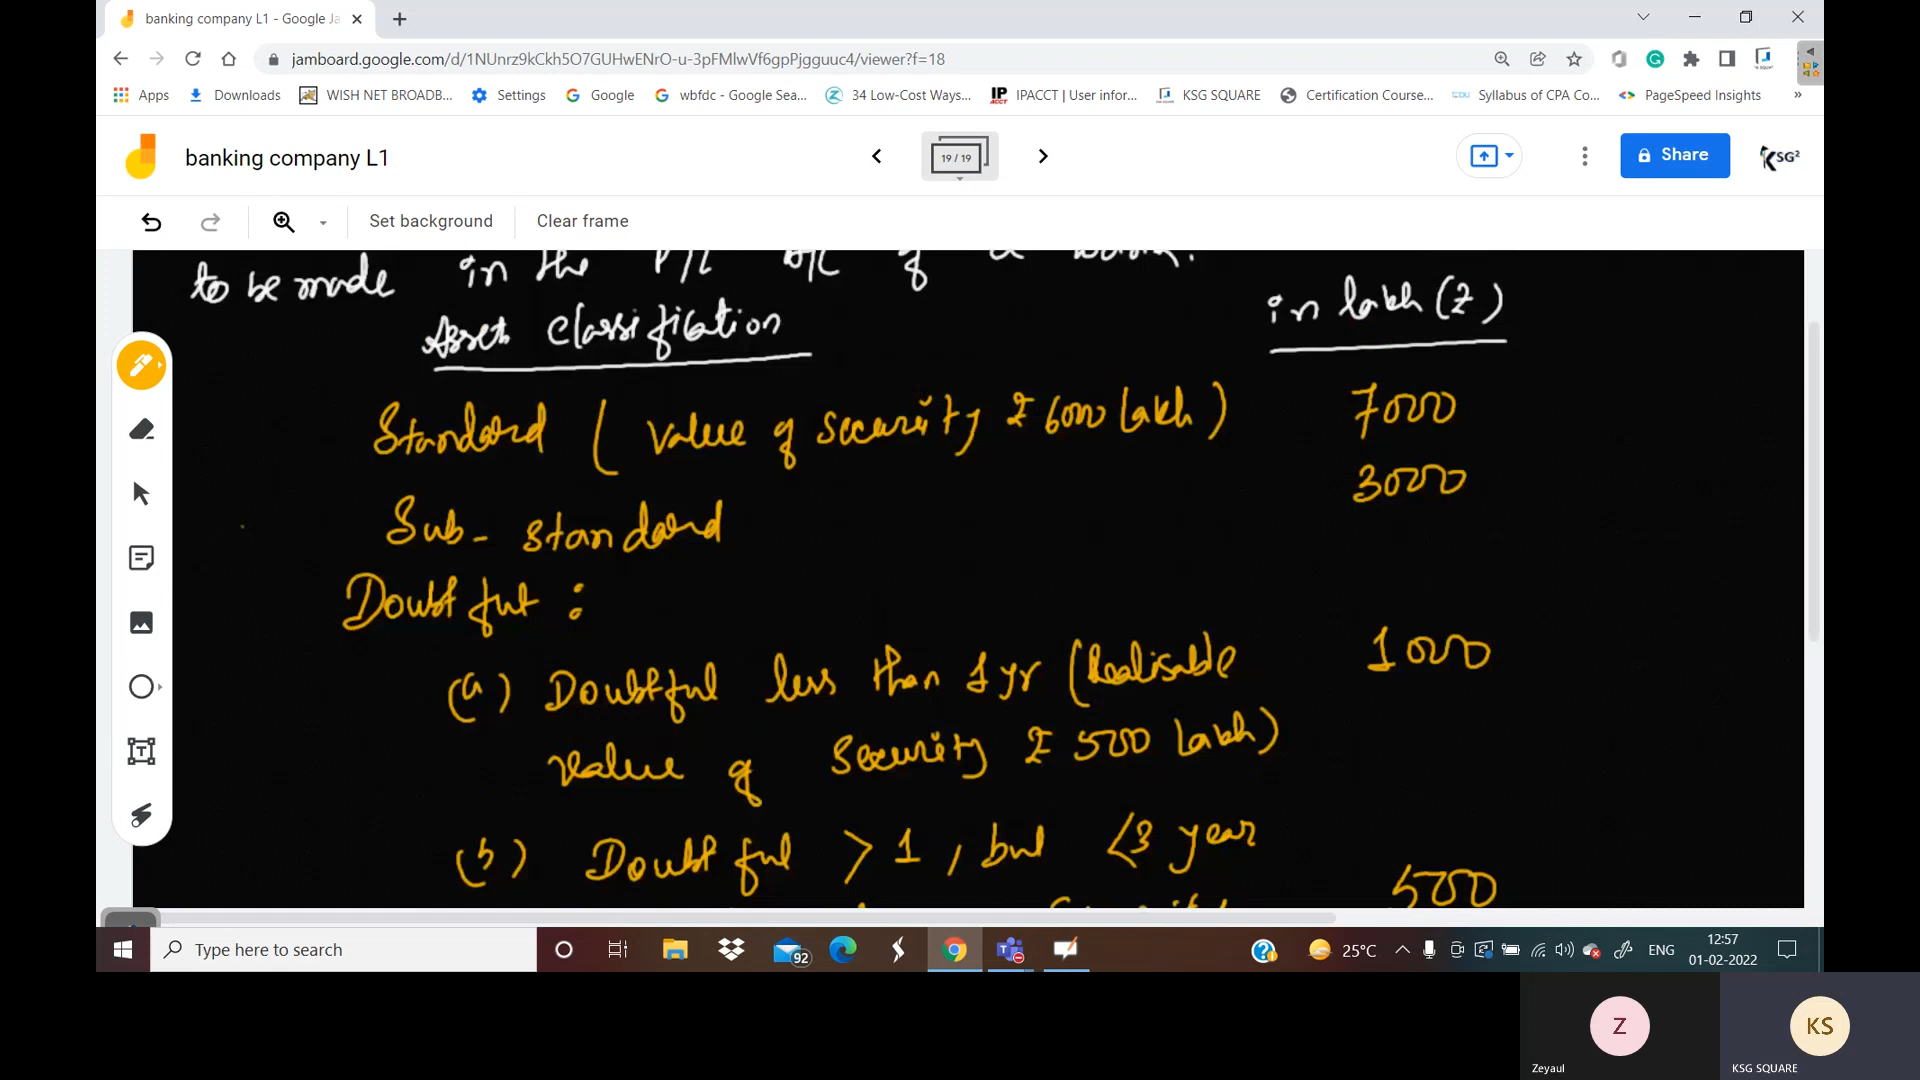 banking company L1 - Google Ja
jamboard.google.com/d/1NUnrz9kCkh5O7GUHwENrO-u-3pFMlwVf6gpPjgguuc4/viewer?f=18
Apps Downloads WISH NET BROADB... Settings Google wbfdc - Google Sea... 34 Low-Cost Ways... IPACCT | User infor... KSG SQUARE Certification Course... Syllabus of CPA Co... PageSpeed Insights »
banking company L1 19 / 19 Share KSG²
Set background Clear frame
to be made in the P/L A/C of a
Asset Classification in lakh (₹)
Standard ( Value of security ₹ 6000 lakh ) 7000
Sub-standard 3000
Doubtful :
(a) Doubtful less than 1 yr (Realisable 1000
value of Security ₹ 500 lakh)
(b) Doubtful > 1 , but <3 year
500
Type here to search 92 25°C ENG 12:57
01-02-2022
Z KS
Zeyaul KSG SQUARE